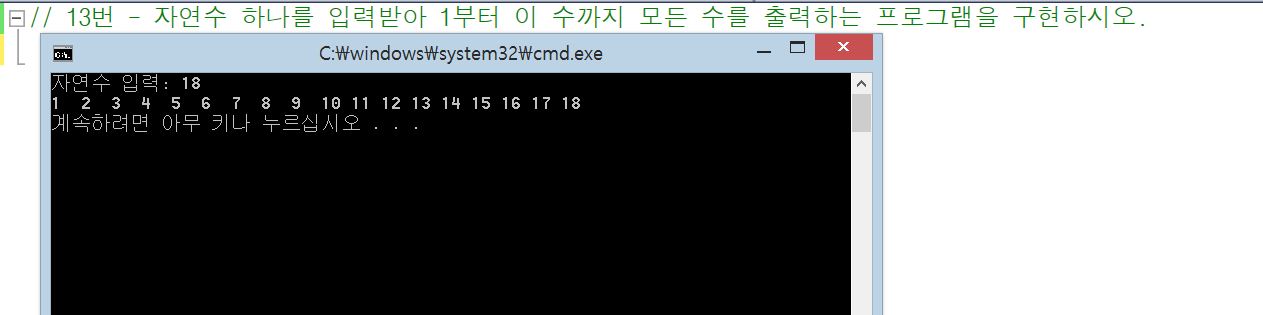 // 13번 - 자연수 하나를 입력받아 1부터 이 수까지 모든 수를 출력하는 프로그램을 구현하시오.
C:₩windows₩system32₩cmd.exe
자연수 입력: 18
1 2 3 4 5 6 7 8 9 10 11 12 13 14 15 16 17 18
계속하려면 아무 키나 누르십시오 . . .